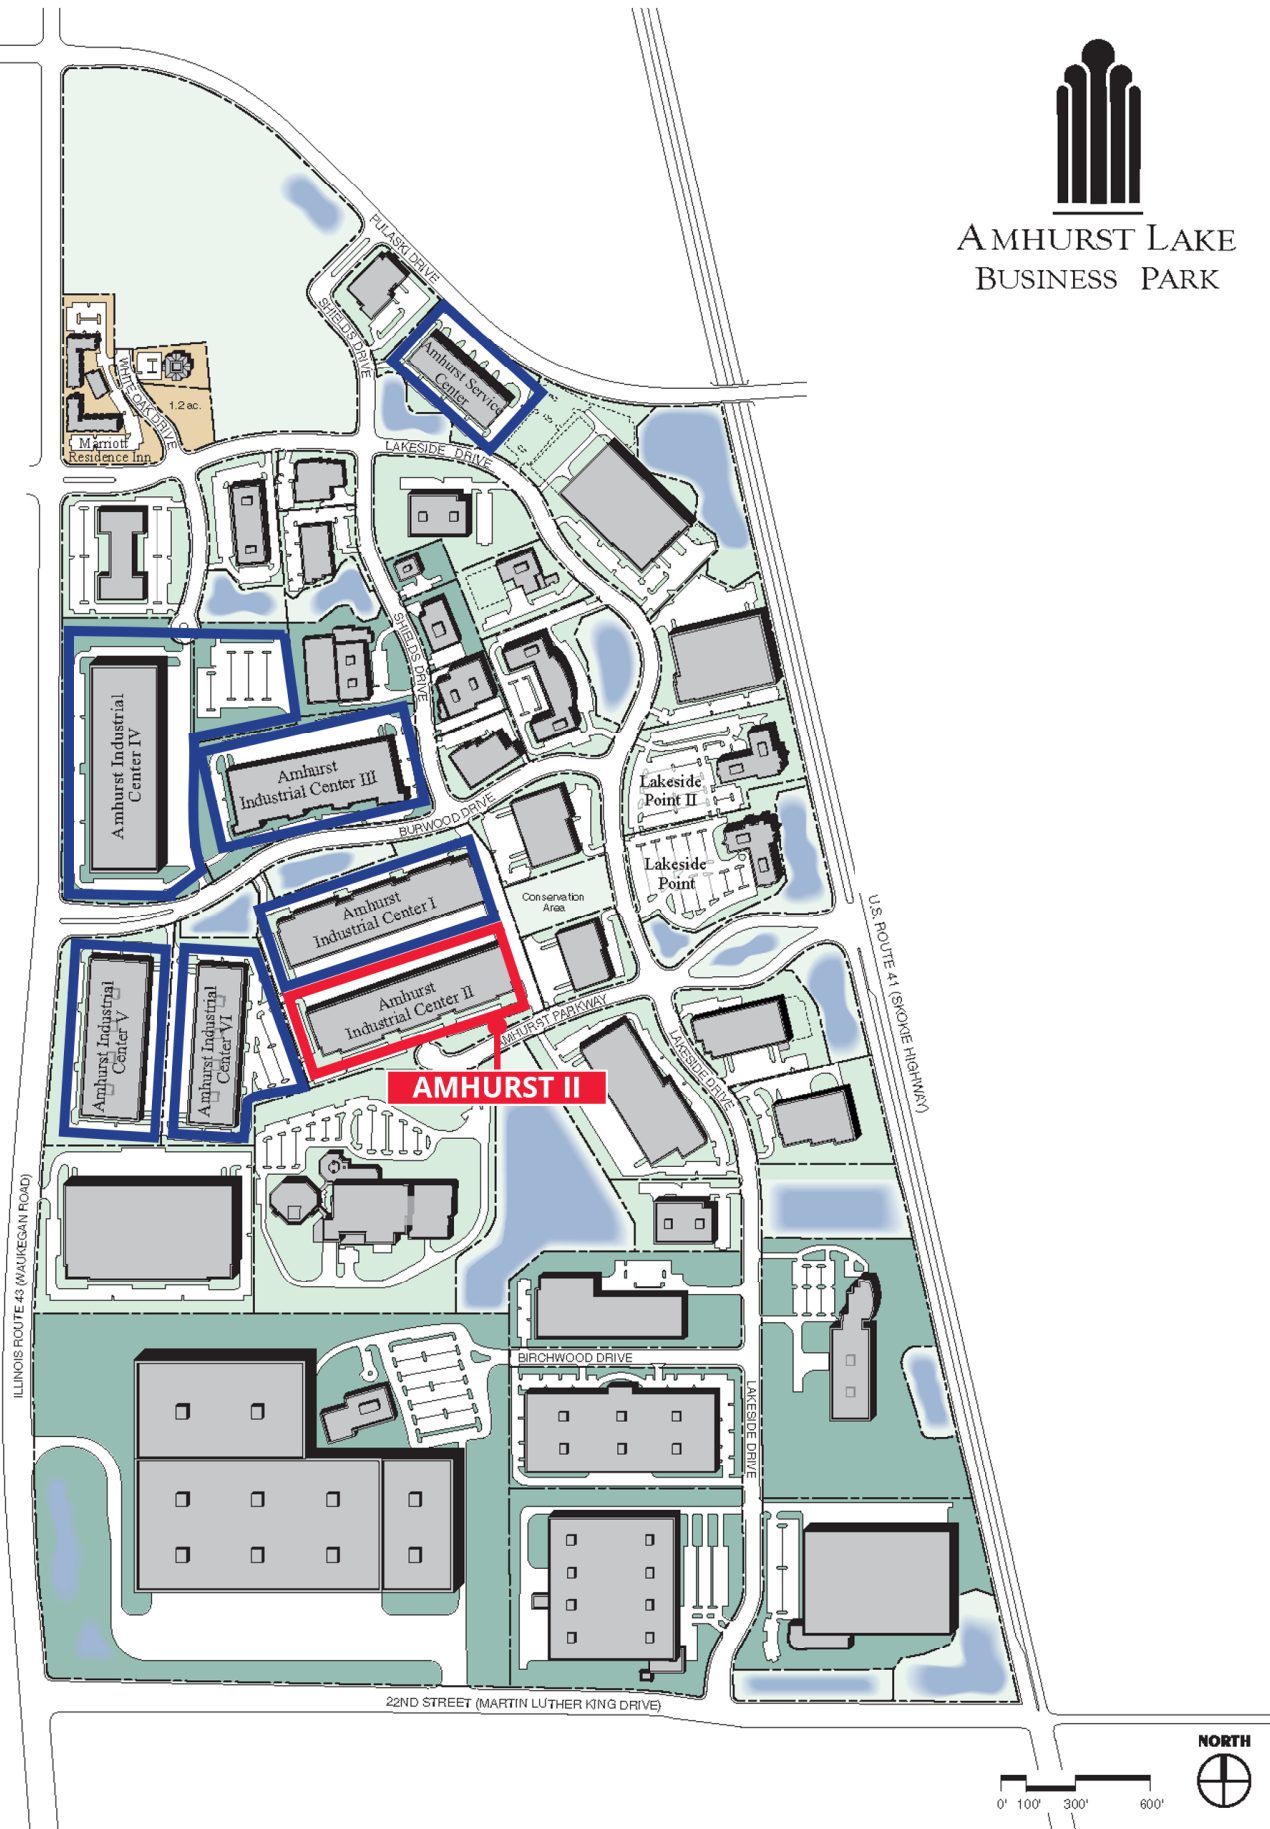 AMHURST LAKE
BUSINESS PARK
PULASKI DRIVE
SHIELDS DRIVE
Amhurst Service
Center
WHITE OAK DRIVE
1.2 ac.
Marriott
Residence Inn
LAKESIDE DRIVE
SHIELDS DRIVE
Amhurst Industrial
Center IV
Amhurst
Industrial Center III
Lakeside
Point II
BURWOOD DRIVE
Lakeside
Point
Conservation
Area
Amhurst
Industrial Center I
U.S. ROUTE 41 (SKOKIE HIGHWAY)
Amhurst Industrial
Center V
Amhurst Industrial
Center VI
Amhurst
Industrial Center II
AMHURST PARKWAY
LAKESIDE DRIVE
AMHURST II
ILLINOIS ROUTE 43 (WAUKEGAN ROAD)
BIRCHWOOD DRIVE
LAKESIDE DRIVE
22ND STREET (MARTIN LUTHER KING DRIVE)
NORTH
0' 100' 300' 600'